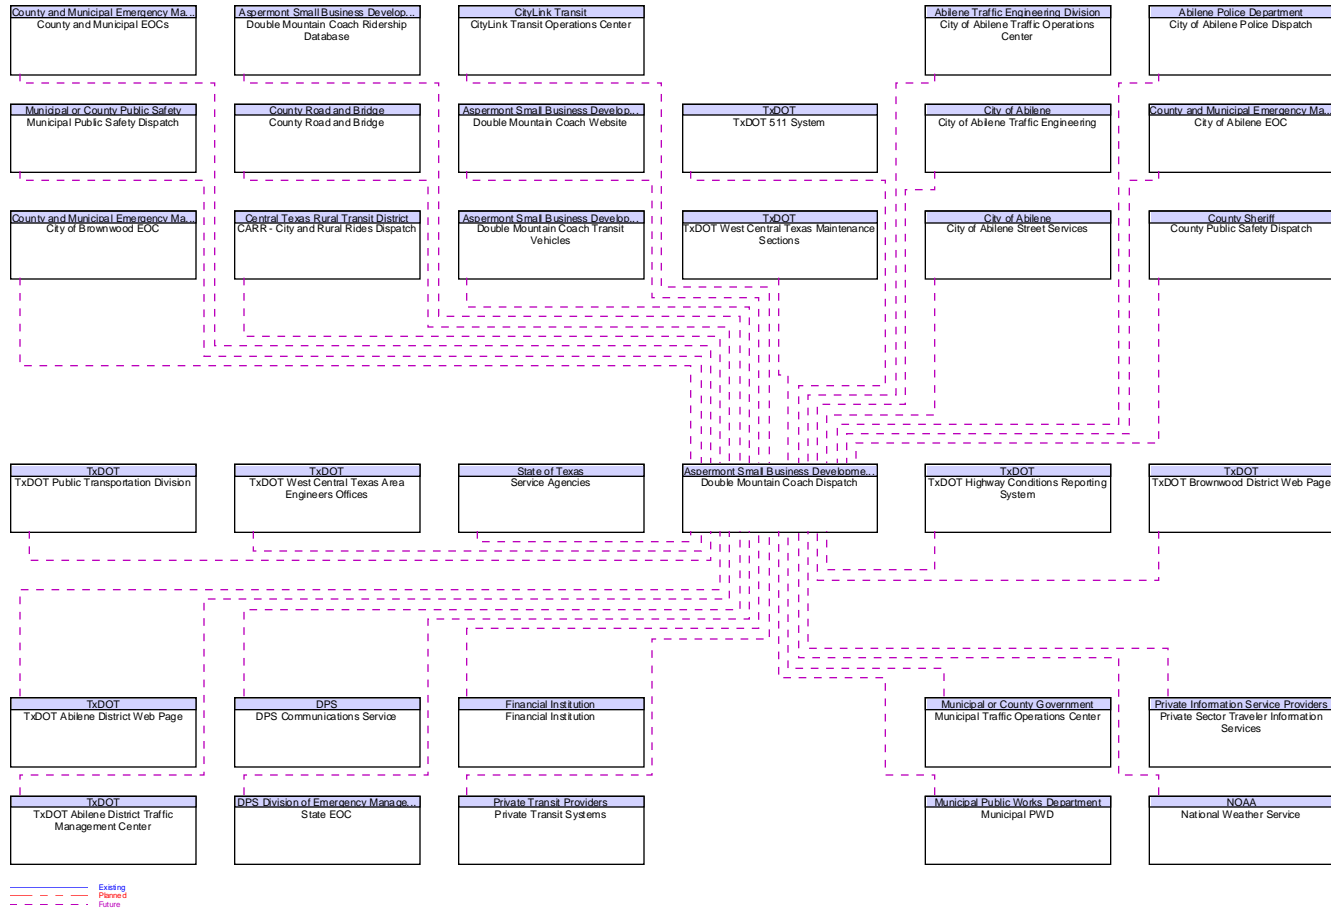 County and Municipal Emergency Ma...
County and Municipal EOCs
Aspermont Small Business Develop...
Double Mountain Coach Ridership
Database
CityLink Transit
CityLink Transit Operations Center
Abilene Traffic Engineering Division
City of Abilene Traffic Operations
Center
Abilene Police Department
City of Abilene Police Dispatch
Municipal or County Public Safety
Municipal Public Safety Dispatch
County Road and Bridge
County Road and Bridge
Aspermont Small Business Develop...
Double Mountain Coach Website
TxDOT
TxDOT 511 System
City of Abilene
City of Abilene Traffic Engineering
County and Municipal Emergency Ma...
City of Abilene EOC
County and Municipal Emergency Ma...
City of Brownwood EOC
Central Texas Rural Transit District
CARR - City and Rural Rides Dispatch
Aspermont Small Business Develop...
Double Mountain Coach Transit
Vehicles
TxDOT
TxDOT West Central Texas Maintenance
Sections
City of Abilene
City of Abilene Street Services
County Sheriff
County Public Safety Dispatch
TxDOT
TxDOT Public Transportation Division
TxDOT
TxDOT West Central Texas Area
Engineers Offices
State of Texas
Service Agencies
Aspermont Small Business Developme...
Double Mountain Coach Dispatch
TxDOT
TxDOT Highway Conditions Reporting
System
TxDOT
TxDOT Brownwood District Web Page
TxDOT
TxDOT Abilene District Web Page
DPS
DPS Communications Service
Financial Institution
Financial Institution
Municipal or County Government
Municipal Traffic Operations Center
Private Information Service Providers
Private Sector Traveler Information
Services
TxDOT
TxDOT Abilene District Traffic
Management Center
DPS Division of Emergency Manage...
State EOC
Private Transit Providers
Private Transit Systems
Municipal Public Works Department
Municipal PWD
NOAA
National Weather Service
Existing
Planned
Future